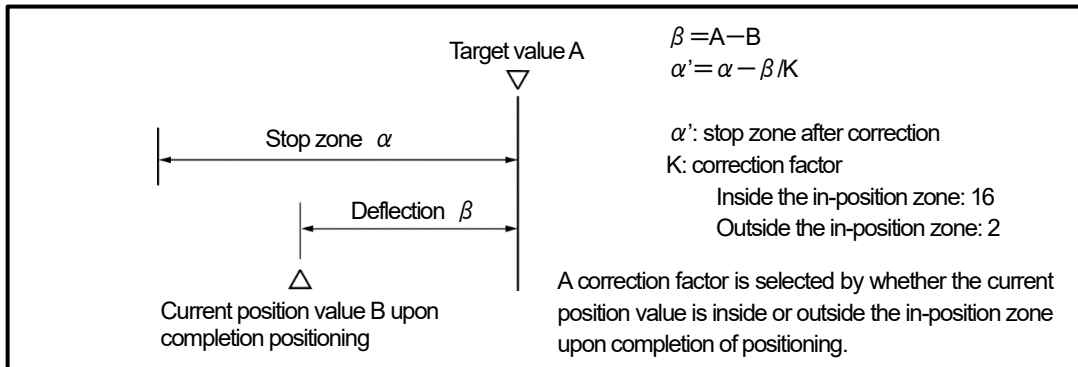 Target value A
Stop zone α
Deflection β
Current position value B upon
completion positioning
β=A－B
α’= α－β/K
α’: stop zone after correction
K: correction factor
Inside the in-position zone: 16
Outside the in-position zone: 2
A correction factor is selected by whether the current
position value is inside or outside the in-position zone
upon completion of positioning.